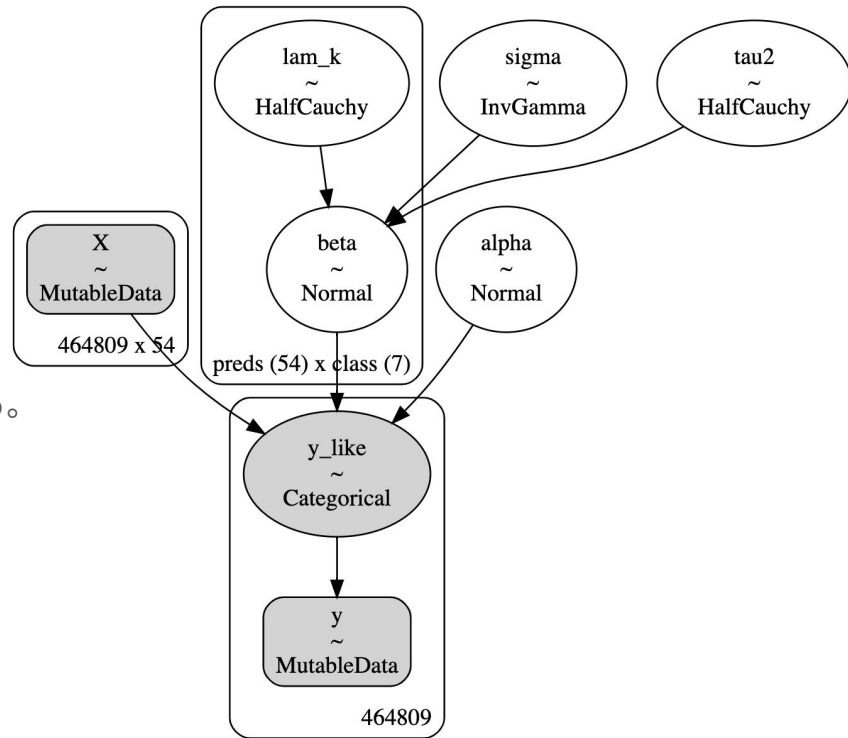 lam_k
~
HalfCauchy
sigma
~
InvGamma
tau2
~
HalfCauchy
X
~
MutableData
464809 x 54
beta
~
Normal
preds (54) x class (7)
alpha
~
Normal
。
y_like
~
Categorical
y
~
MutableData
464809